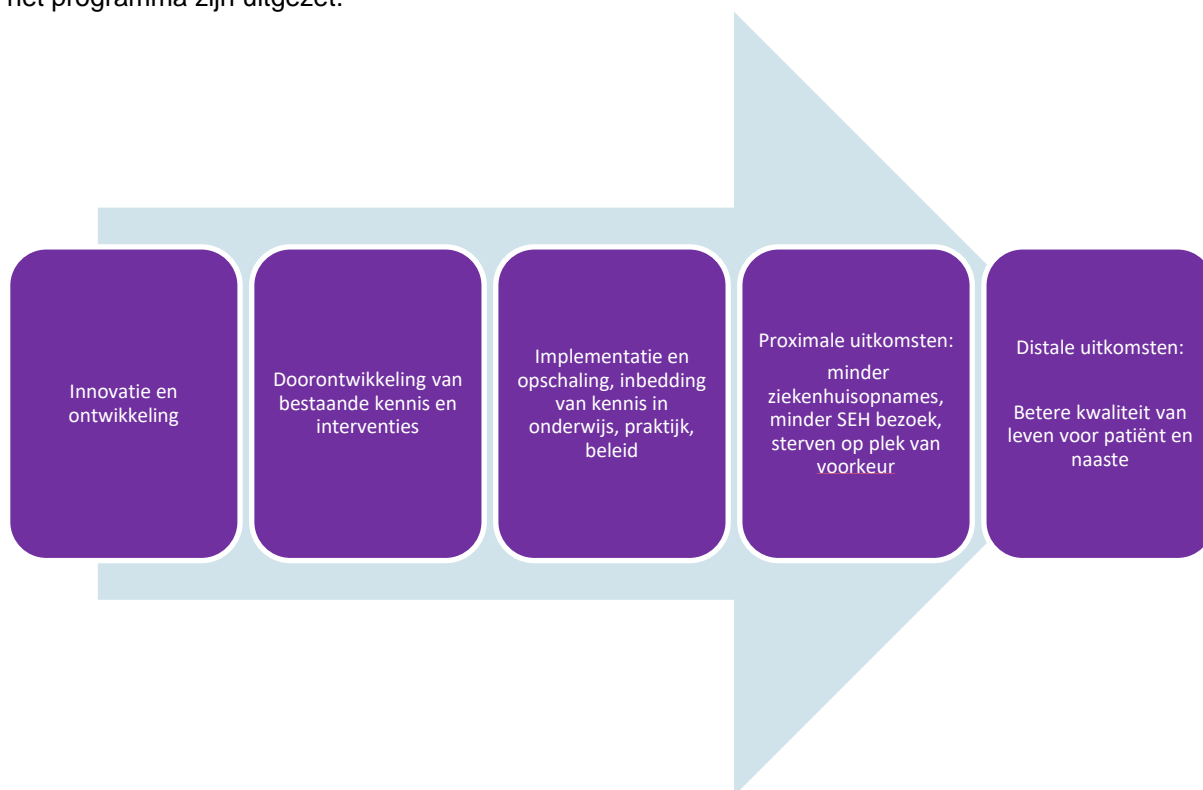 het programma zijn uitgezet.
Innovatie en
ontwikkeling
Doorontwikkeling van
bestaande kennis en
interventies
Implementatie en
opschaling, inbedding
van kennis in
onderwijs, praktijk,
beleid
Proximale uitkomsten:
minder
ziekenhuisopnames,
minder SEH bezoek,
sterven op plek van
voorkeur
Distale uitkomsten:
Betere kwaliteit van
leven voor patiënt en
naaste